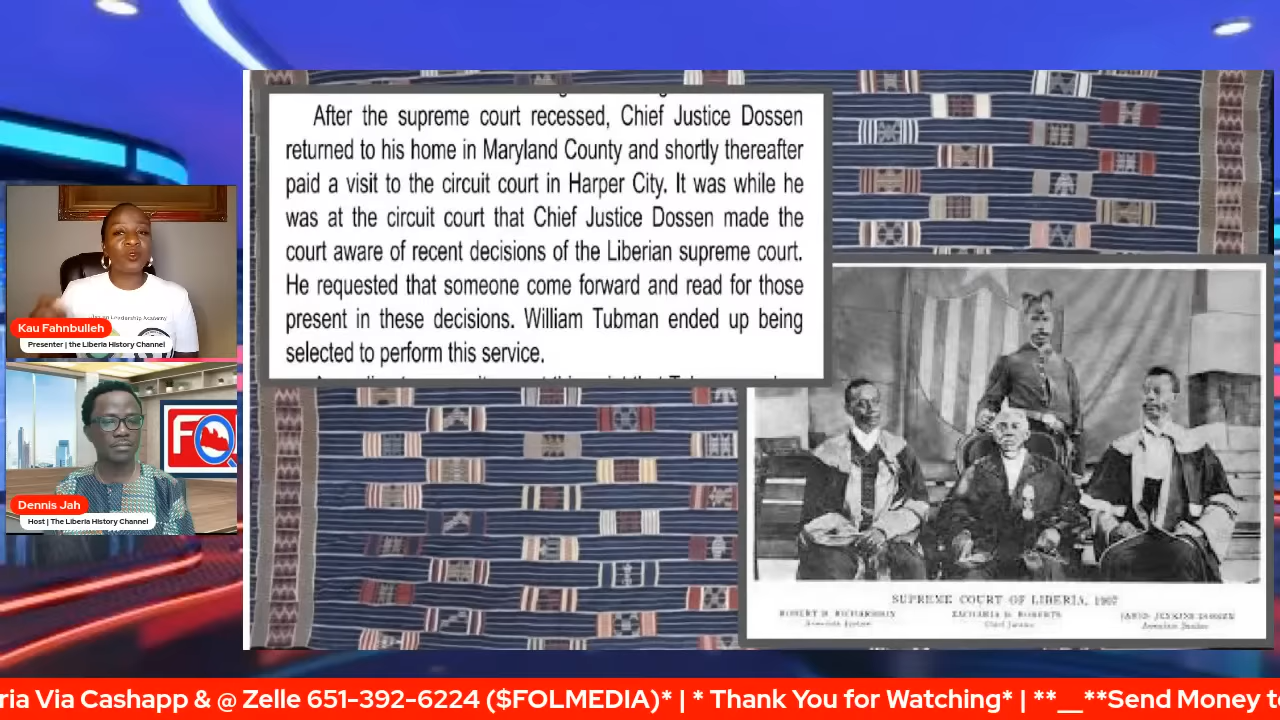 After the supreme court recessed, Chief Justice Dossen
returned to his home in Maryland County and shortly thereafter
paid a visit to the circuit court in Harper City. It was while he
was at the circuit court that Chief Justice Dossen made the
court aware of recent decisions of the Liberian supreme court.
He requested that someone come forward and read for those
present in these decisions. William Tubman ended up being
selected to perform this service.
Kau Fahnbulleh
Presenter | the Liberia History Channel
FO
Dennis Jah
Host | The Liberia History Channel
SUPREME COURT OF LIBERIA, 1907
ROBERT B. RICHARDSON
Associate Justice
ZACHARIA B. ROBERTS
Chief Justice
JAMES JENKINS DOSSEN
Associate Justice
ria Via Cashapp & @ Zelle 651-392-6224 ($FOLMEDIA)* | * Thank You for Watching* | **__**Send Money t